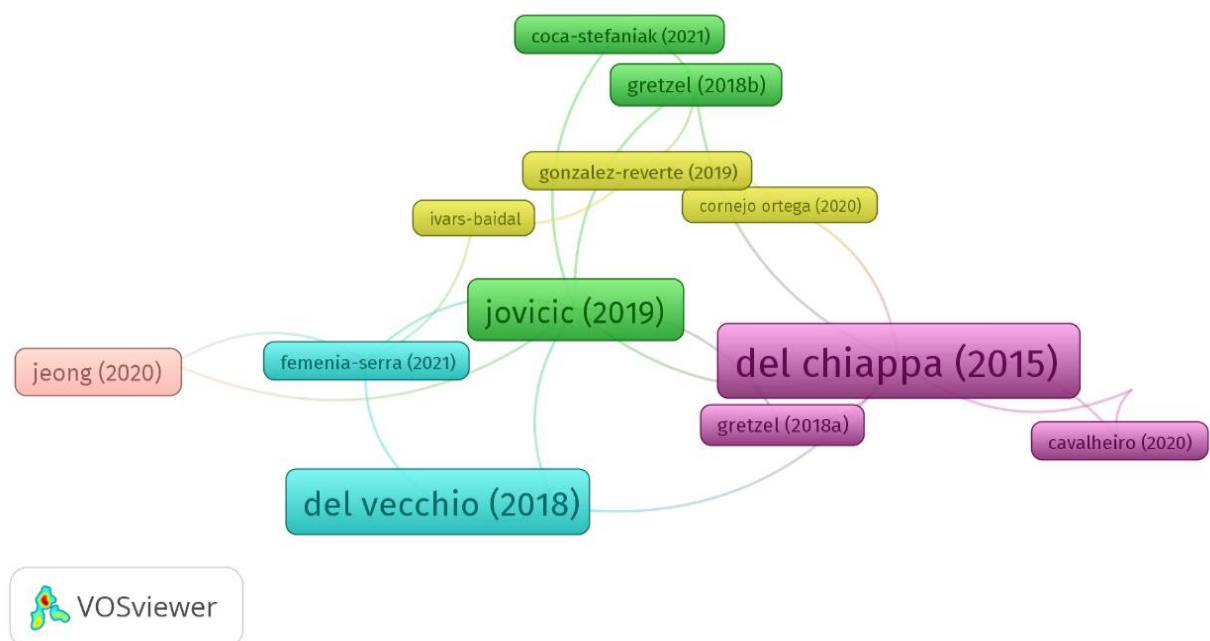 coca-stefaniak (2021)
gretzel (2018b)
gonzalez-reverte (2019)
cornejo ortega (2020)
ivars-baidal
jovicic (2019)
del chiappa (2015)
femenia-serra (2021)
jeong (2020)
gretzel (2018a)
cavalheiro (2020)
del vecchio (2018)
VOSviewer